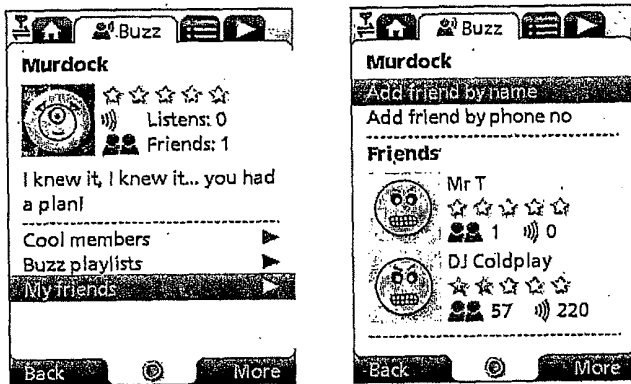 Buzz
Murdock
Listens: 0
Friends: 1
I knew it, I knew it... you had
a plan!
Cool members
Buzz playlists
My friends
Back
More
Buzz
Murdock
Add friend by name
Add friend by phone no
Friends
Mr T
1
0
DJ Coldplay
57
220
Back
More